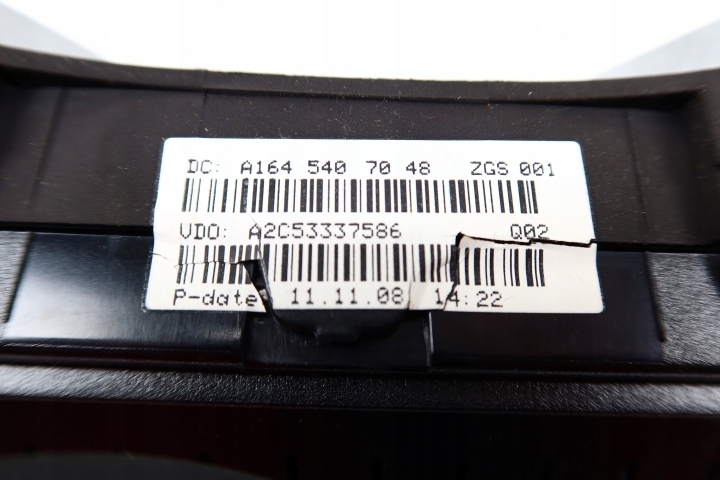 DC: A164 540 70 48 ZGS 001
VDO: A2C53337586 Q02
P-date 11.11.08 14:22